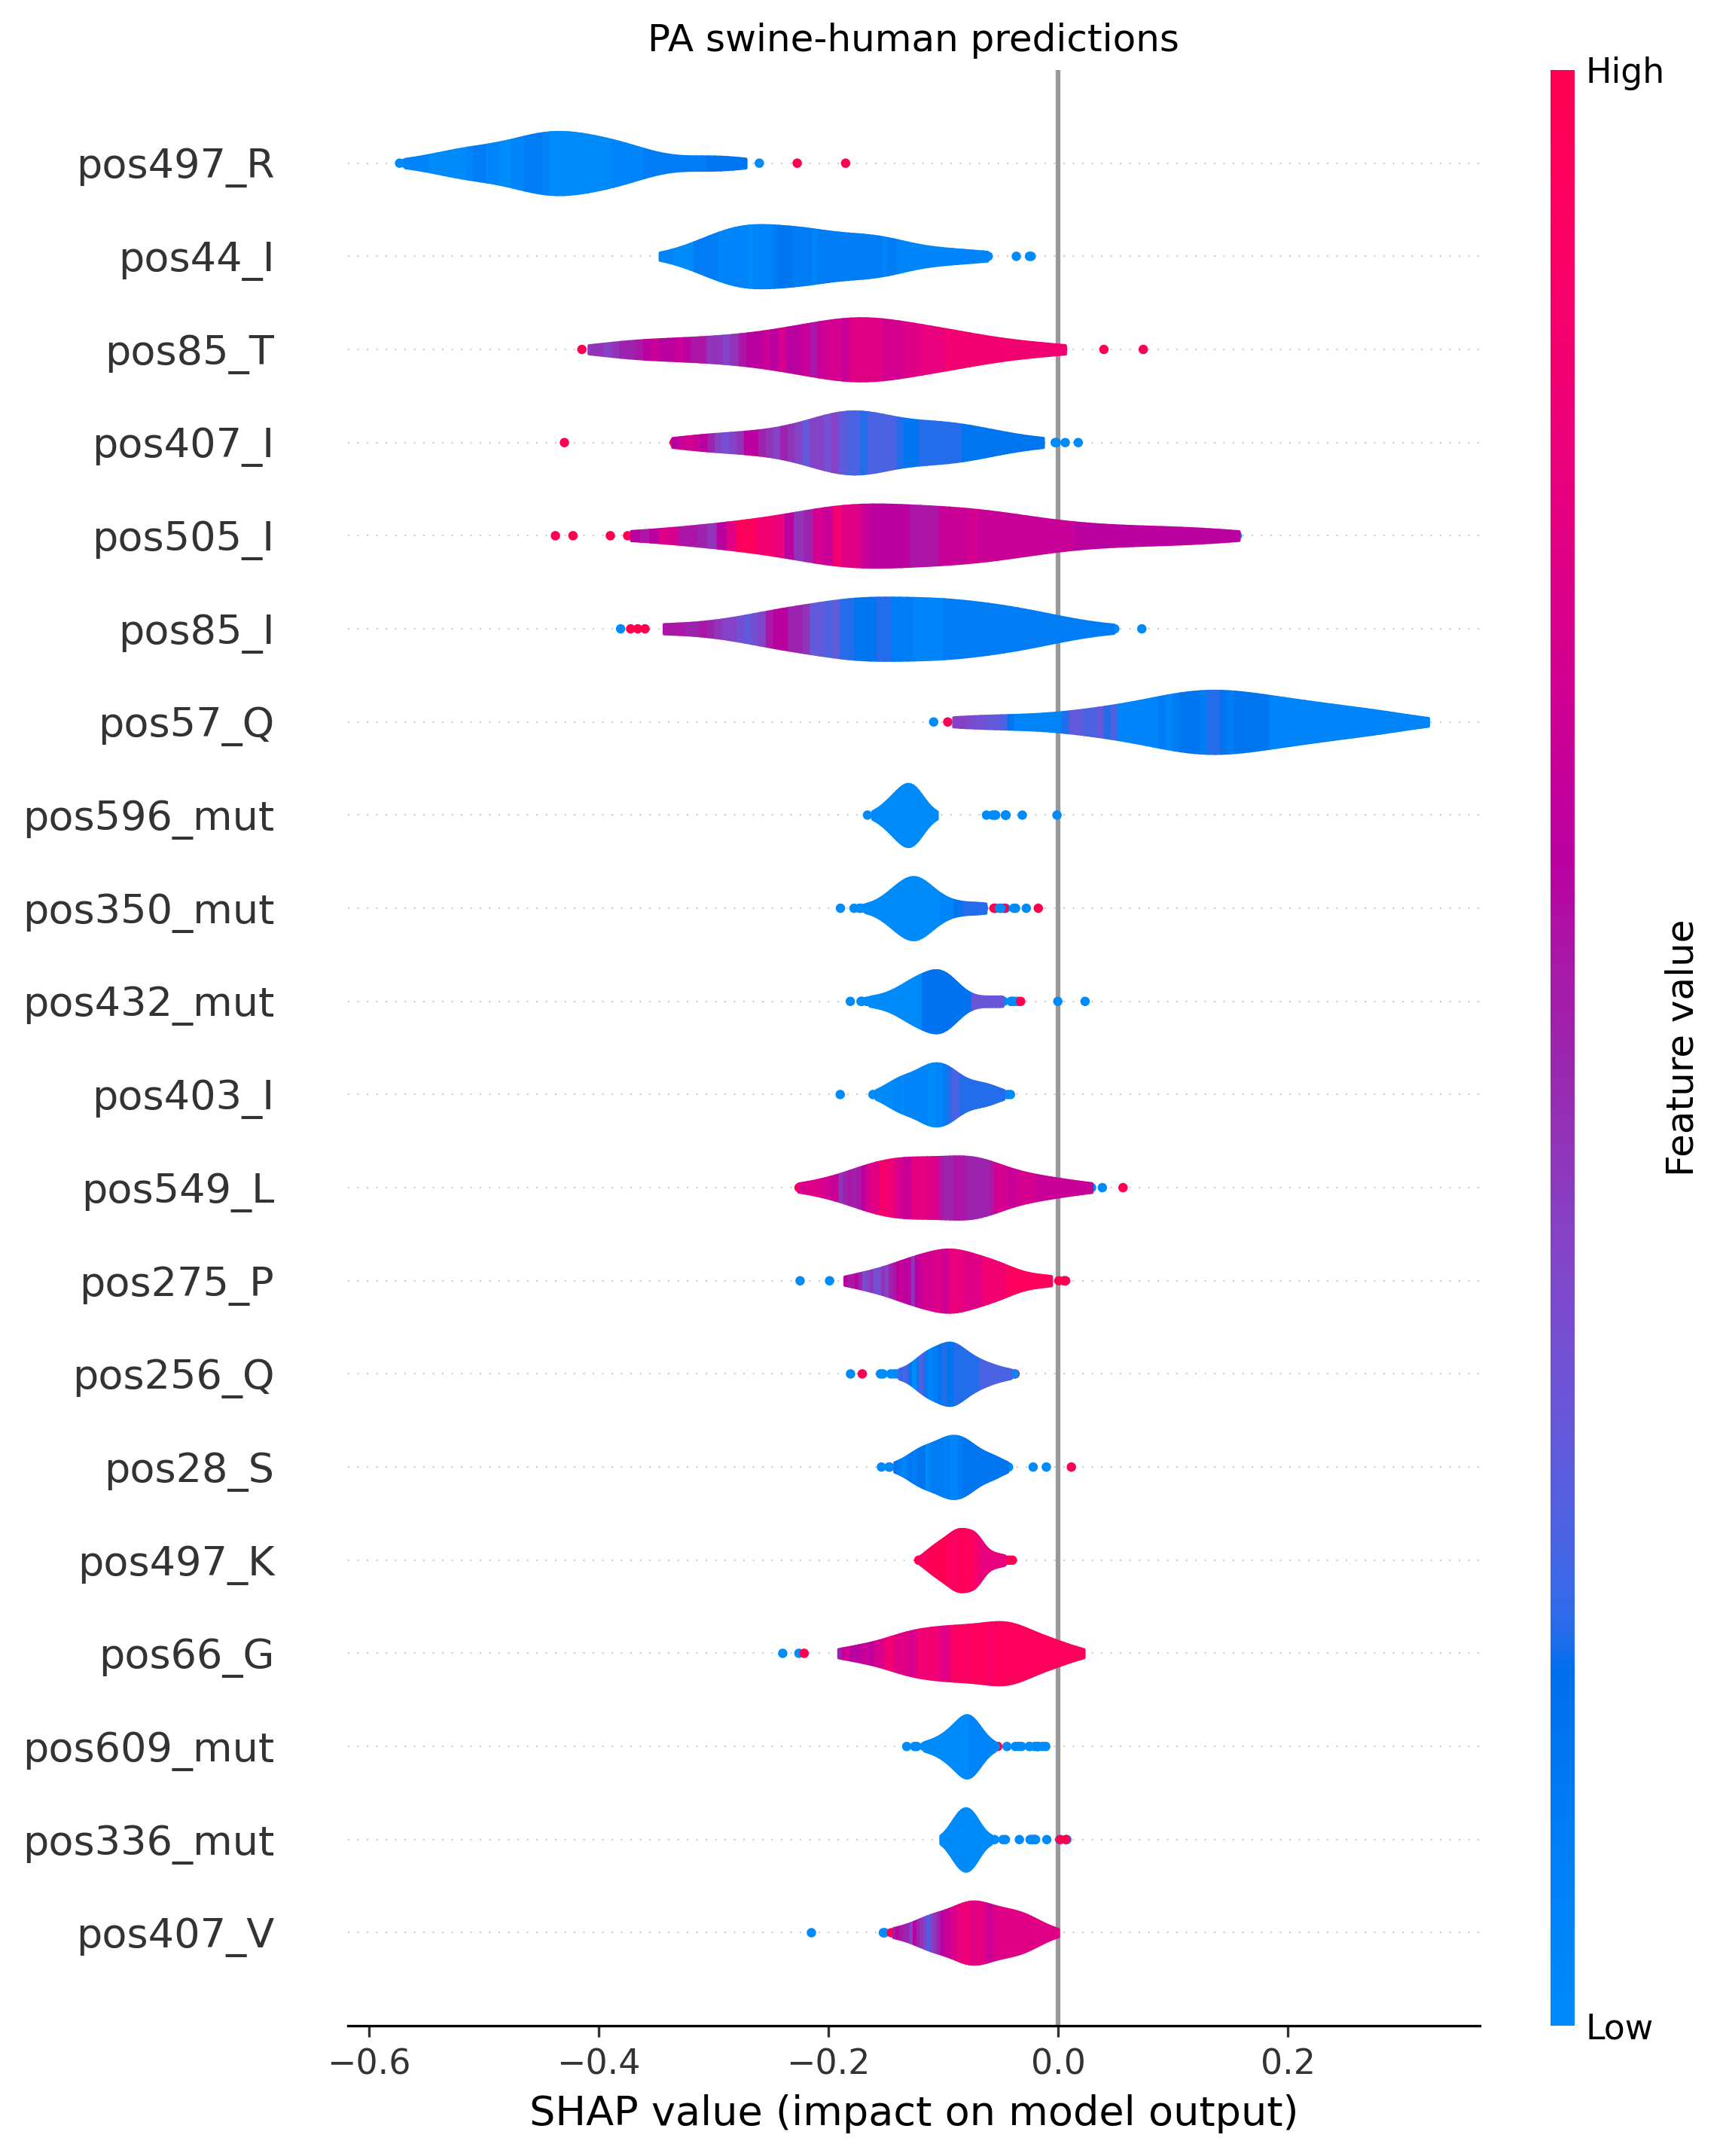 PA swine-human predictions
High
pos497_R
pos44_I
pos85_T
pos407_I
pos505_I
pos85_I
pos57_Q
pos596_mut
pos350_mut
pos432_mut
pos403_I
pos549_L
pos275_P
pos256_Q
pos28_S
pos497_K
pos66_G
pos609_mut
pos336_mut
pos407_V
Feature value
Low
−0.6 −0.4 −0.2 0.0 0.2
SHAP value (impact on model output)